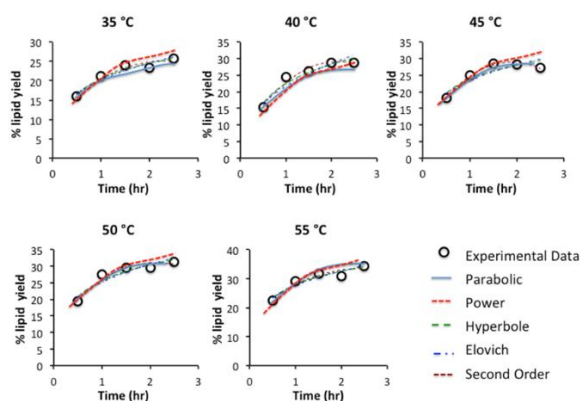 35 °C
40 °C
45 °C
% lipid yield
30
25
20
15
10
5
0
0 1 2 3
Time (hr)
% lipid yield
35
30
25
20
15
10
5
0
0 1 2 3
Time (hr)
% lipid yield
35
30
25
20
15
10
5
0
0 1 2 3
Time (hr)
50 °C
55 °C
% lipid yield
35
30
25
20
15
10
5
0
0 1 2 3
Time (hr)
% lipid yield
40
30
20
10
0
0 1 2 3
Time (hr)
Experimental Data
Parabolic
Power
Hyperbole
Elovich
Second Order